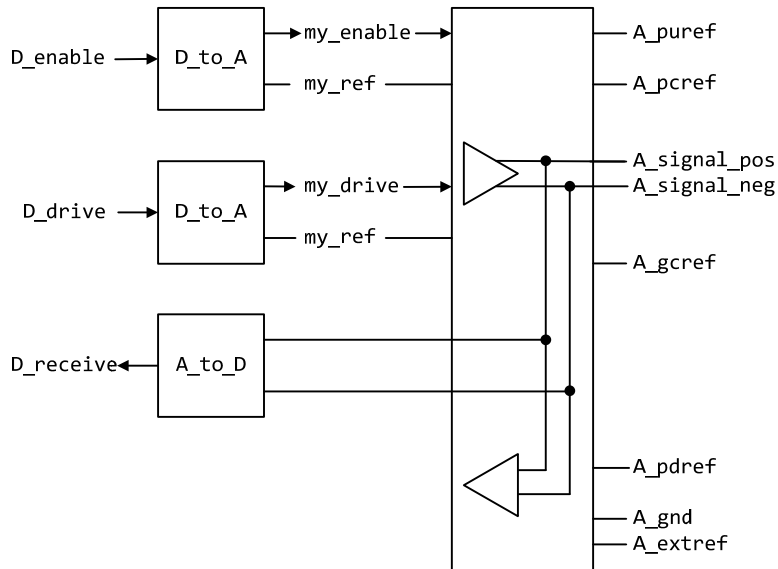 my_enable
A_puref
D_enable
D_to_A
my_ref
A_pcref
A_signal_pos
my_drive
A_signal_neg
D_drive
D_to_A
my_ref
A_gcref
D_receive
A_to_D
A_pdref
A_gnd
A_extref